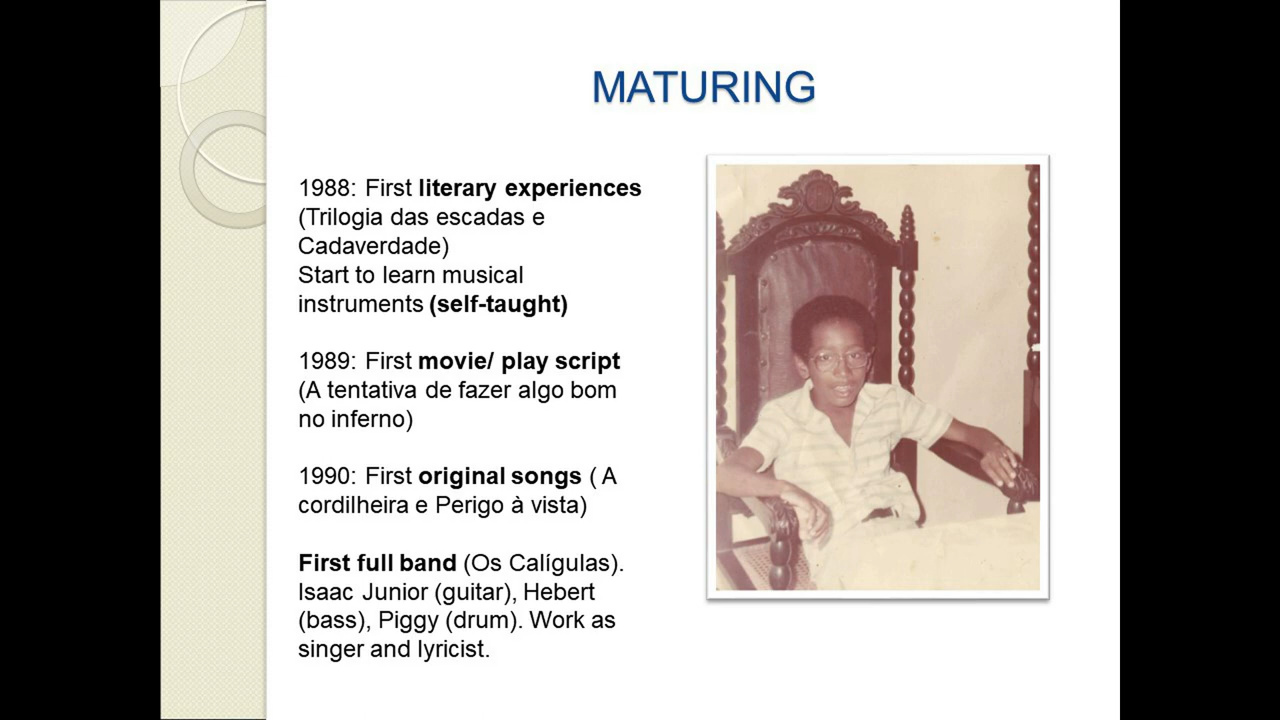 MATURING
1988: First literary experiences
(Trilogia das escadas e
Cadaverdade)
Start to learn musical
instruments (self-taught)
1989: First movie/ play script
(A tentativa de fazer algo bom
no inferno)
1990: First original songs ( A
cordilheira e Perigo à vista)
First full band (Os Calígulas).
Isaac Junior (guitar), Hebert
(bass), Piggy (drum). Work as
singer and lyricist.